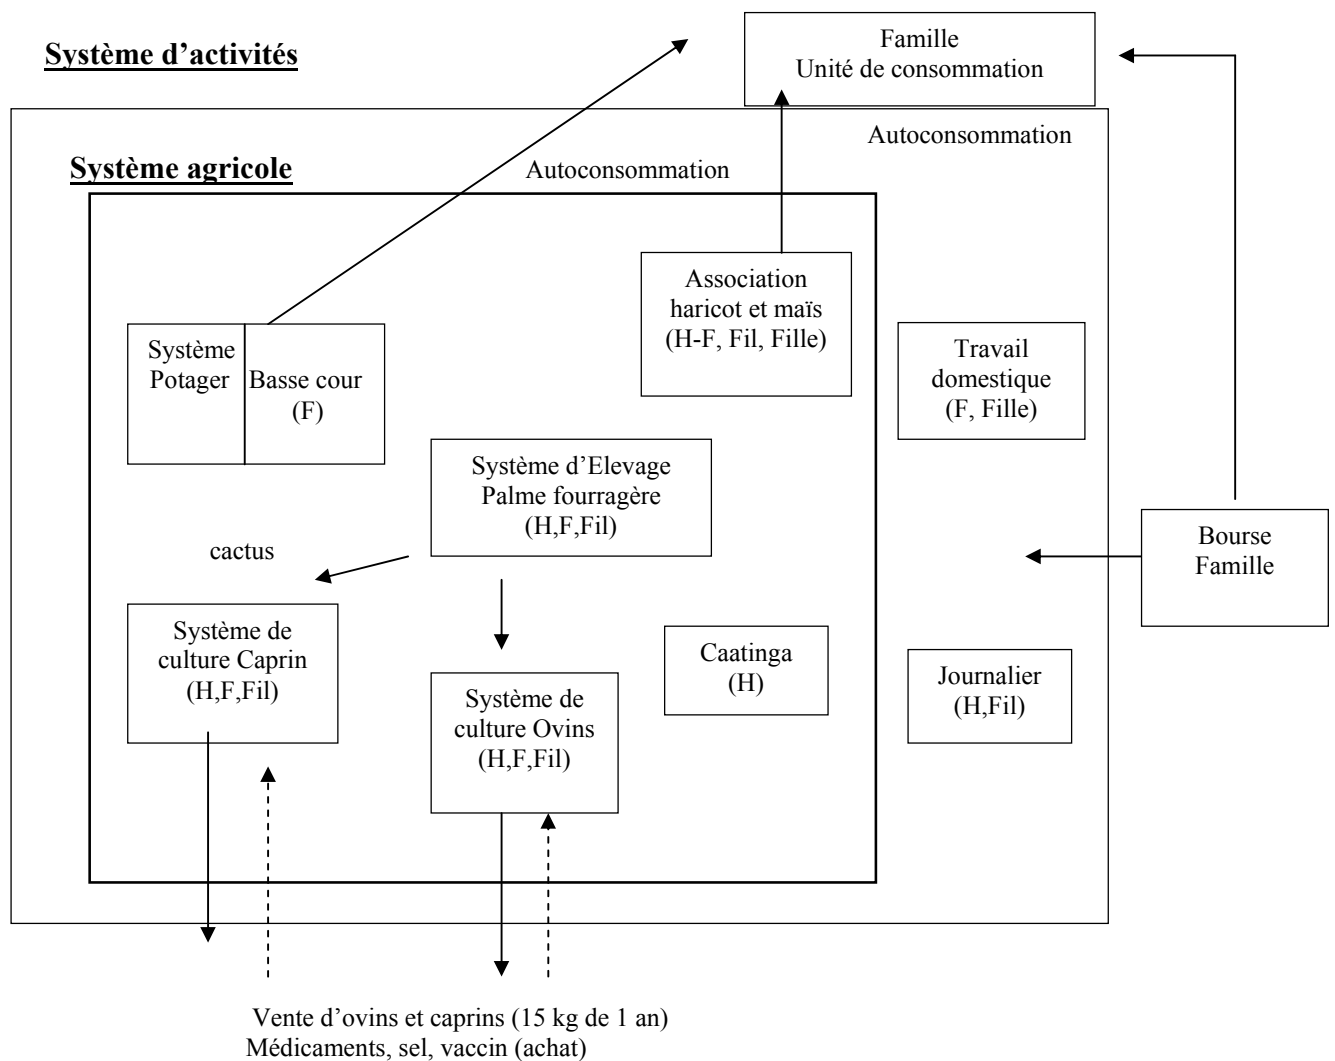 Système d’activités
Famille
Unité de consommation
Autoconsommation
Système agricole
Autoconsommation
Association
haricot et maïs
(H-F, Fil, Fille)
Système
Potager
Basse cour
(F)
Travail
domestique
(F, Fille)
Système d’Elevage
Palme fourragère
(H,F,Fil)
Bourse
Famille
cactus
Système de
culture Caprin
(H,F,Fil)
Caatinga
(H)
Journalier
(H,Fil)
Système de
culture Ovins
(H,F,Fil)
Vente d’ovins et caprins (15 kg de 1 an)
Médicaments, sel, vaccin (achat)